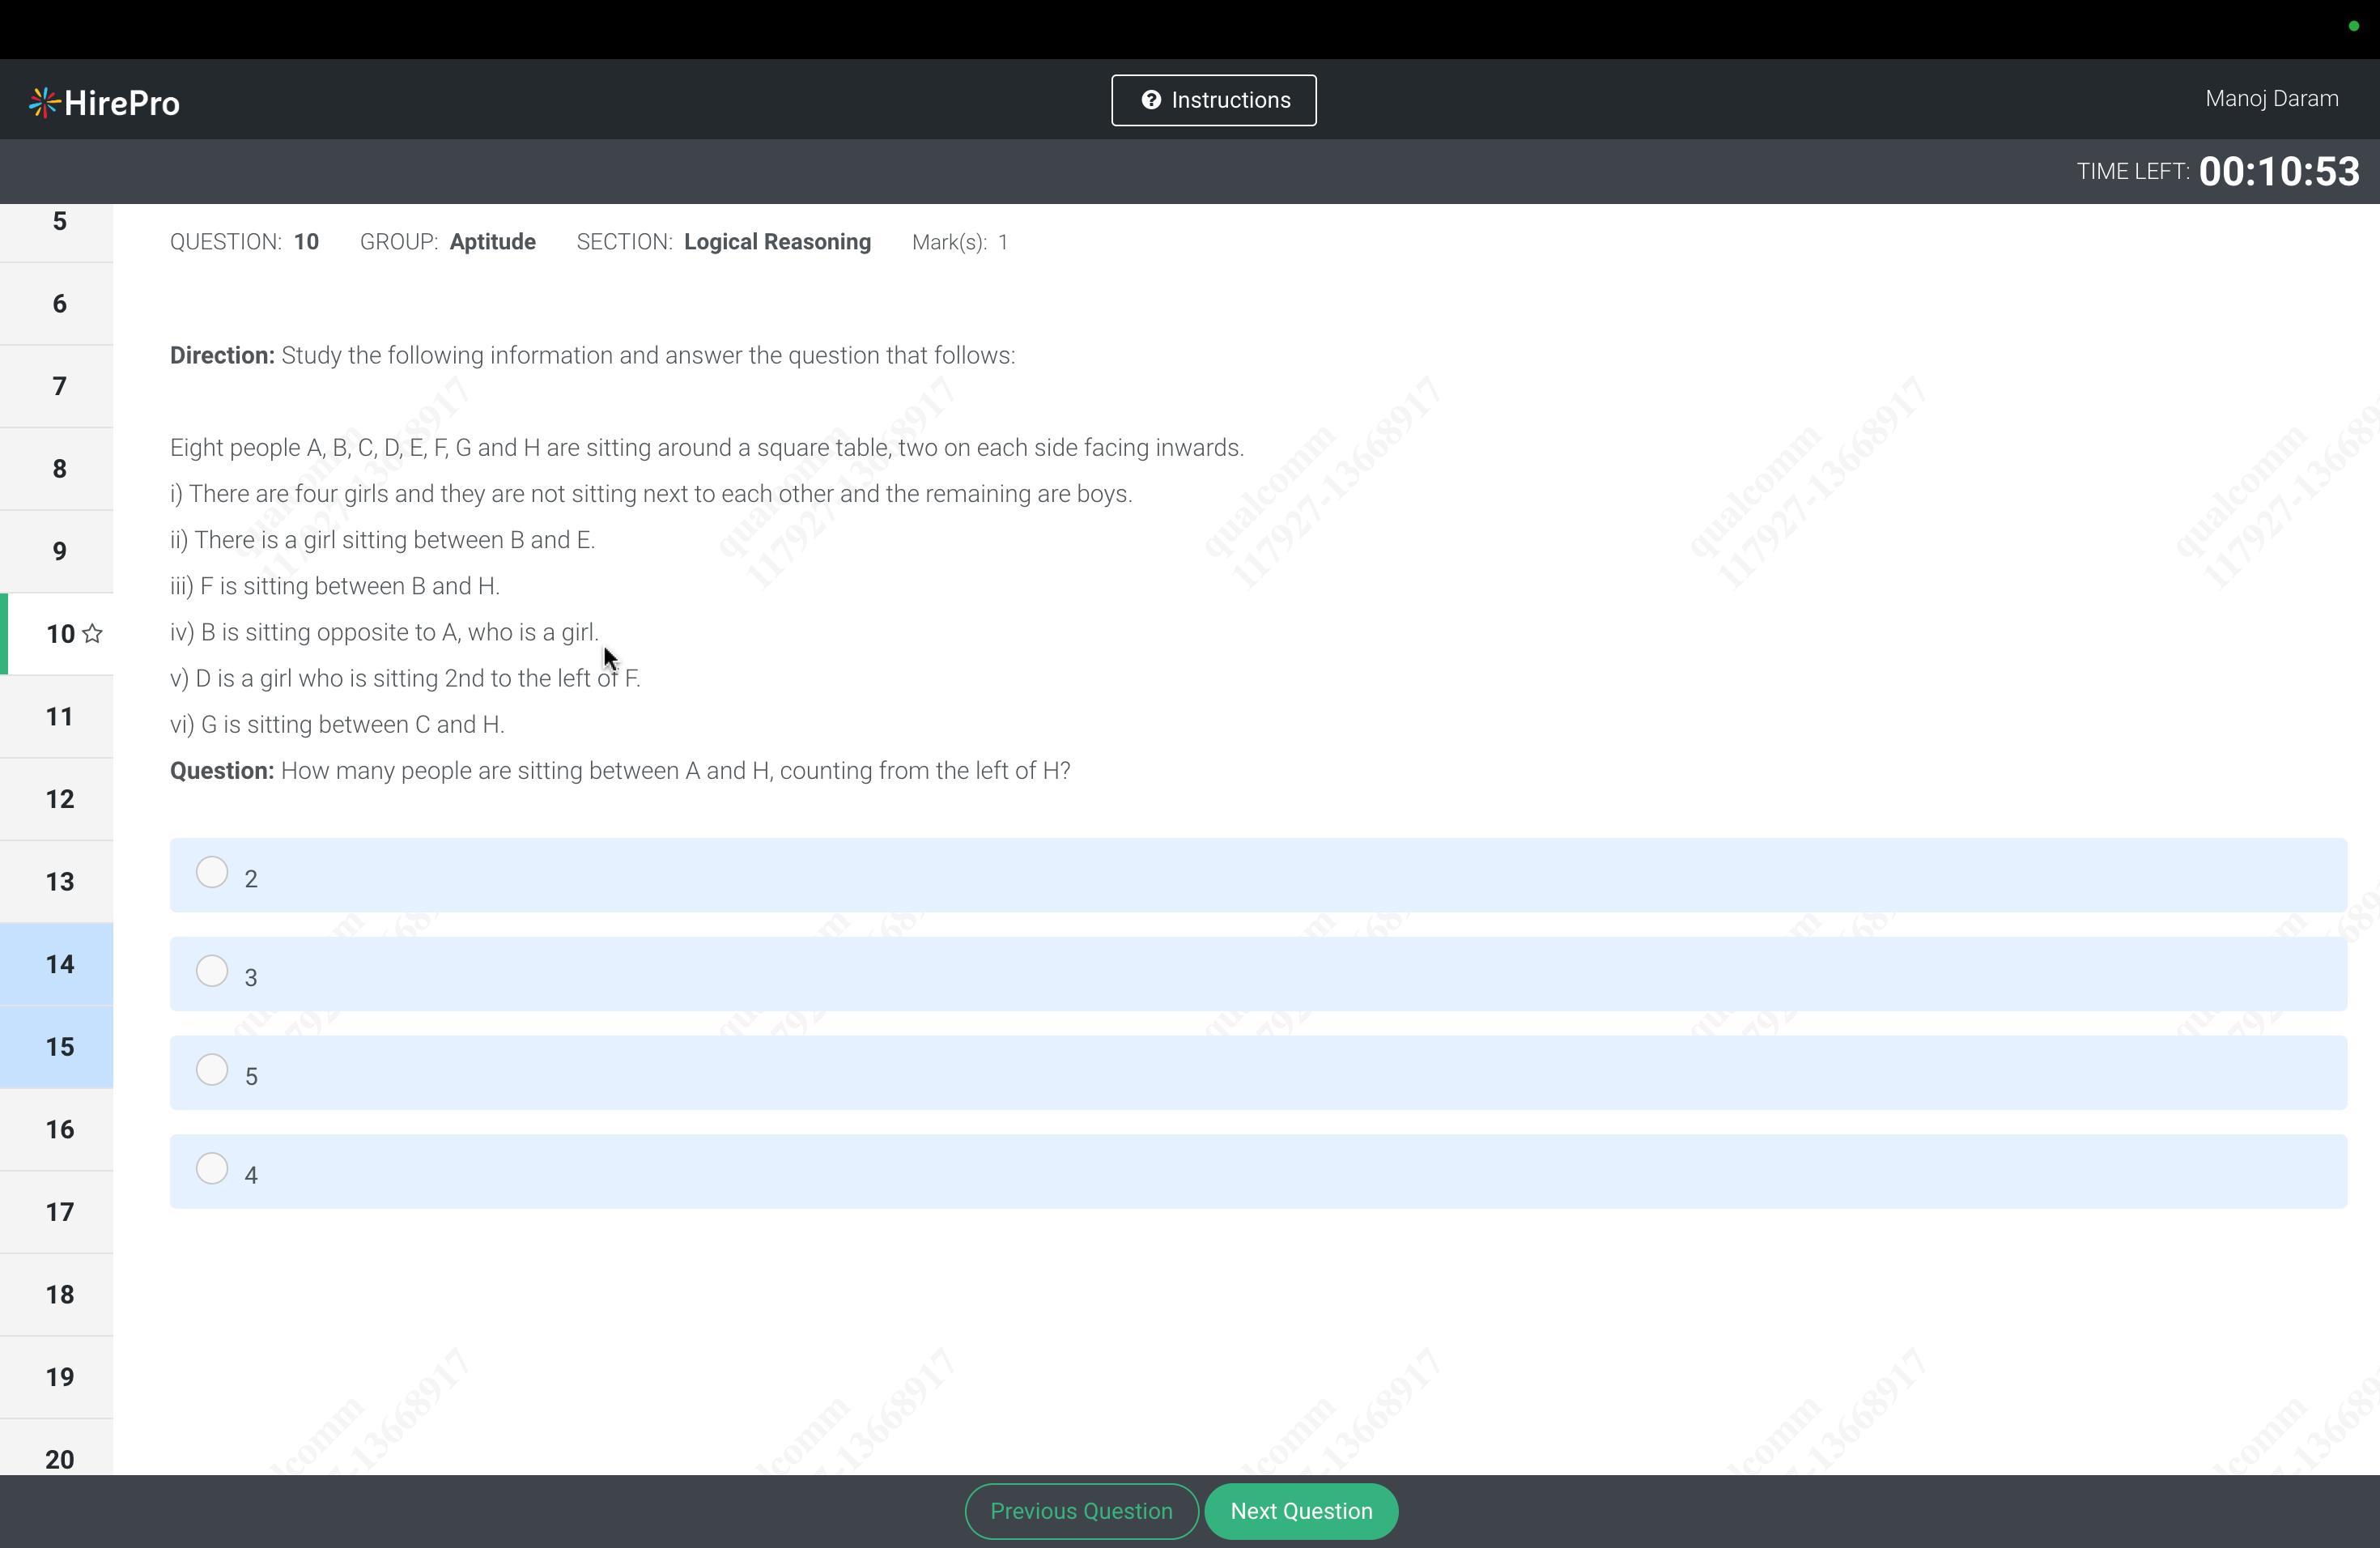 HirePro
Instructions
Manoj Daram
TIME LEFT: 00:10:53
5
6
7
8
9
10
11
12
13
14
15
16
17
18
19
20
QUESTION: 10 GROUP: Aptitude SECTION: Logical Reasoning Mark(s): 1
Direction: Study the following information and answer the question that follows:
Eight people A, B, C, D, E, F, G and H are sitting around a square table, two on each side facing inwards.
i) There are four girls and they are not sitting next to each other and the remaining are boys.
ii) There is a girl sitting between B and E.
iii) F is sitting between B and H.
iv) B is sitting opposite to A, who is a girl.
v) D is a girl who is sitting 2nd to the left of F.
vi) G is sitting between C and H.
Question: How many people are sitting between A and H, counting from the left of H?
2
3
5
4
qualcomm
117927-13668917
Previous Question
Next Question